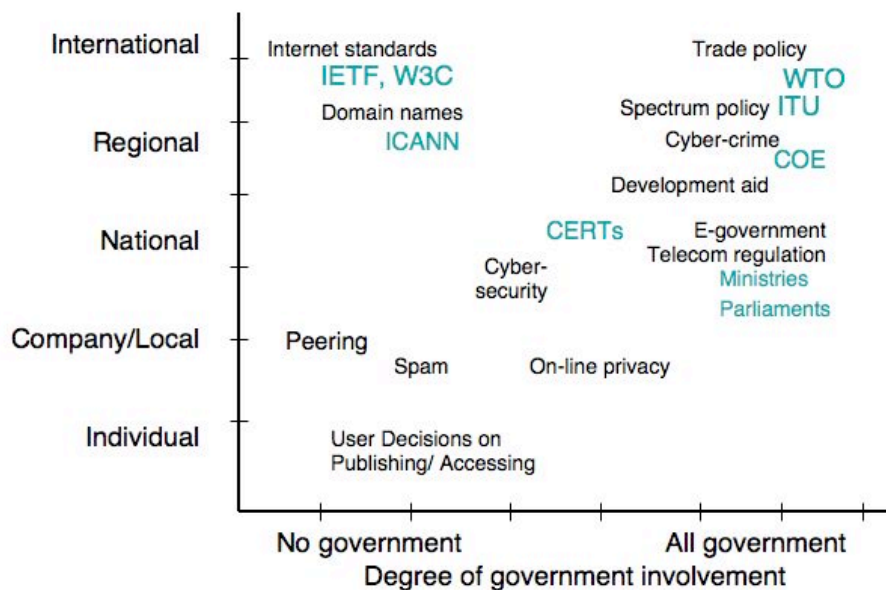 International
Internet standards
Trade policy
IETF, W3C
WTO
Domain names
Spectrum policy ITU
Regional
ICANN
Cyber-crime
COE
Development aid
National
CERTs
E-government
Telecom regulation
Cyber-
security
Ministries
Parliaments
Company/Local
Peering
Spam
On-line privacy
Individual
User Decisions on
Publishing/ Accessing
No government
All government
Degree of government involvement